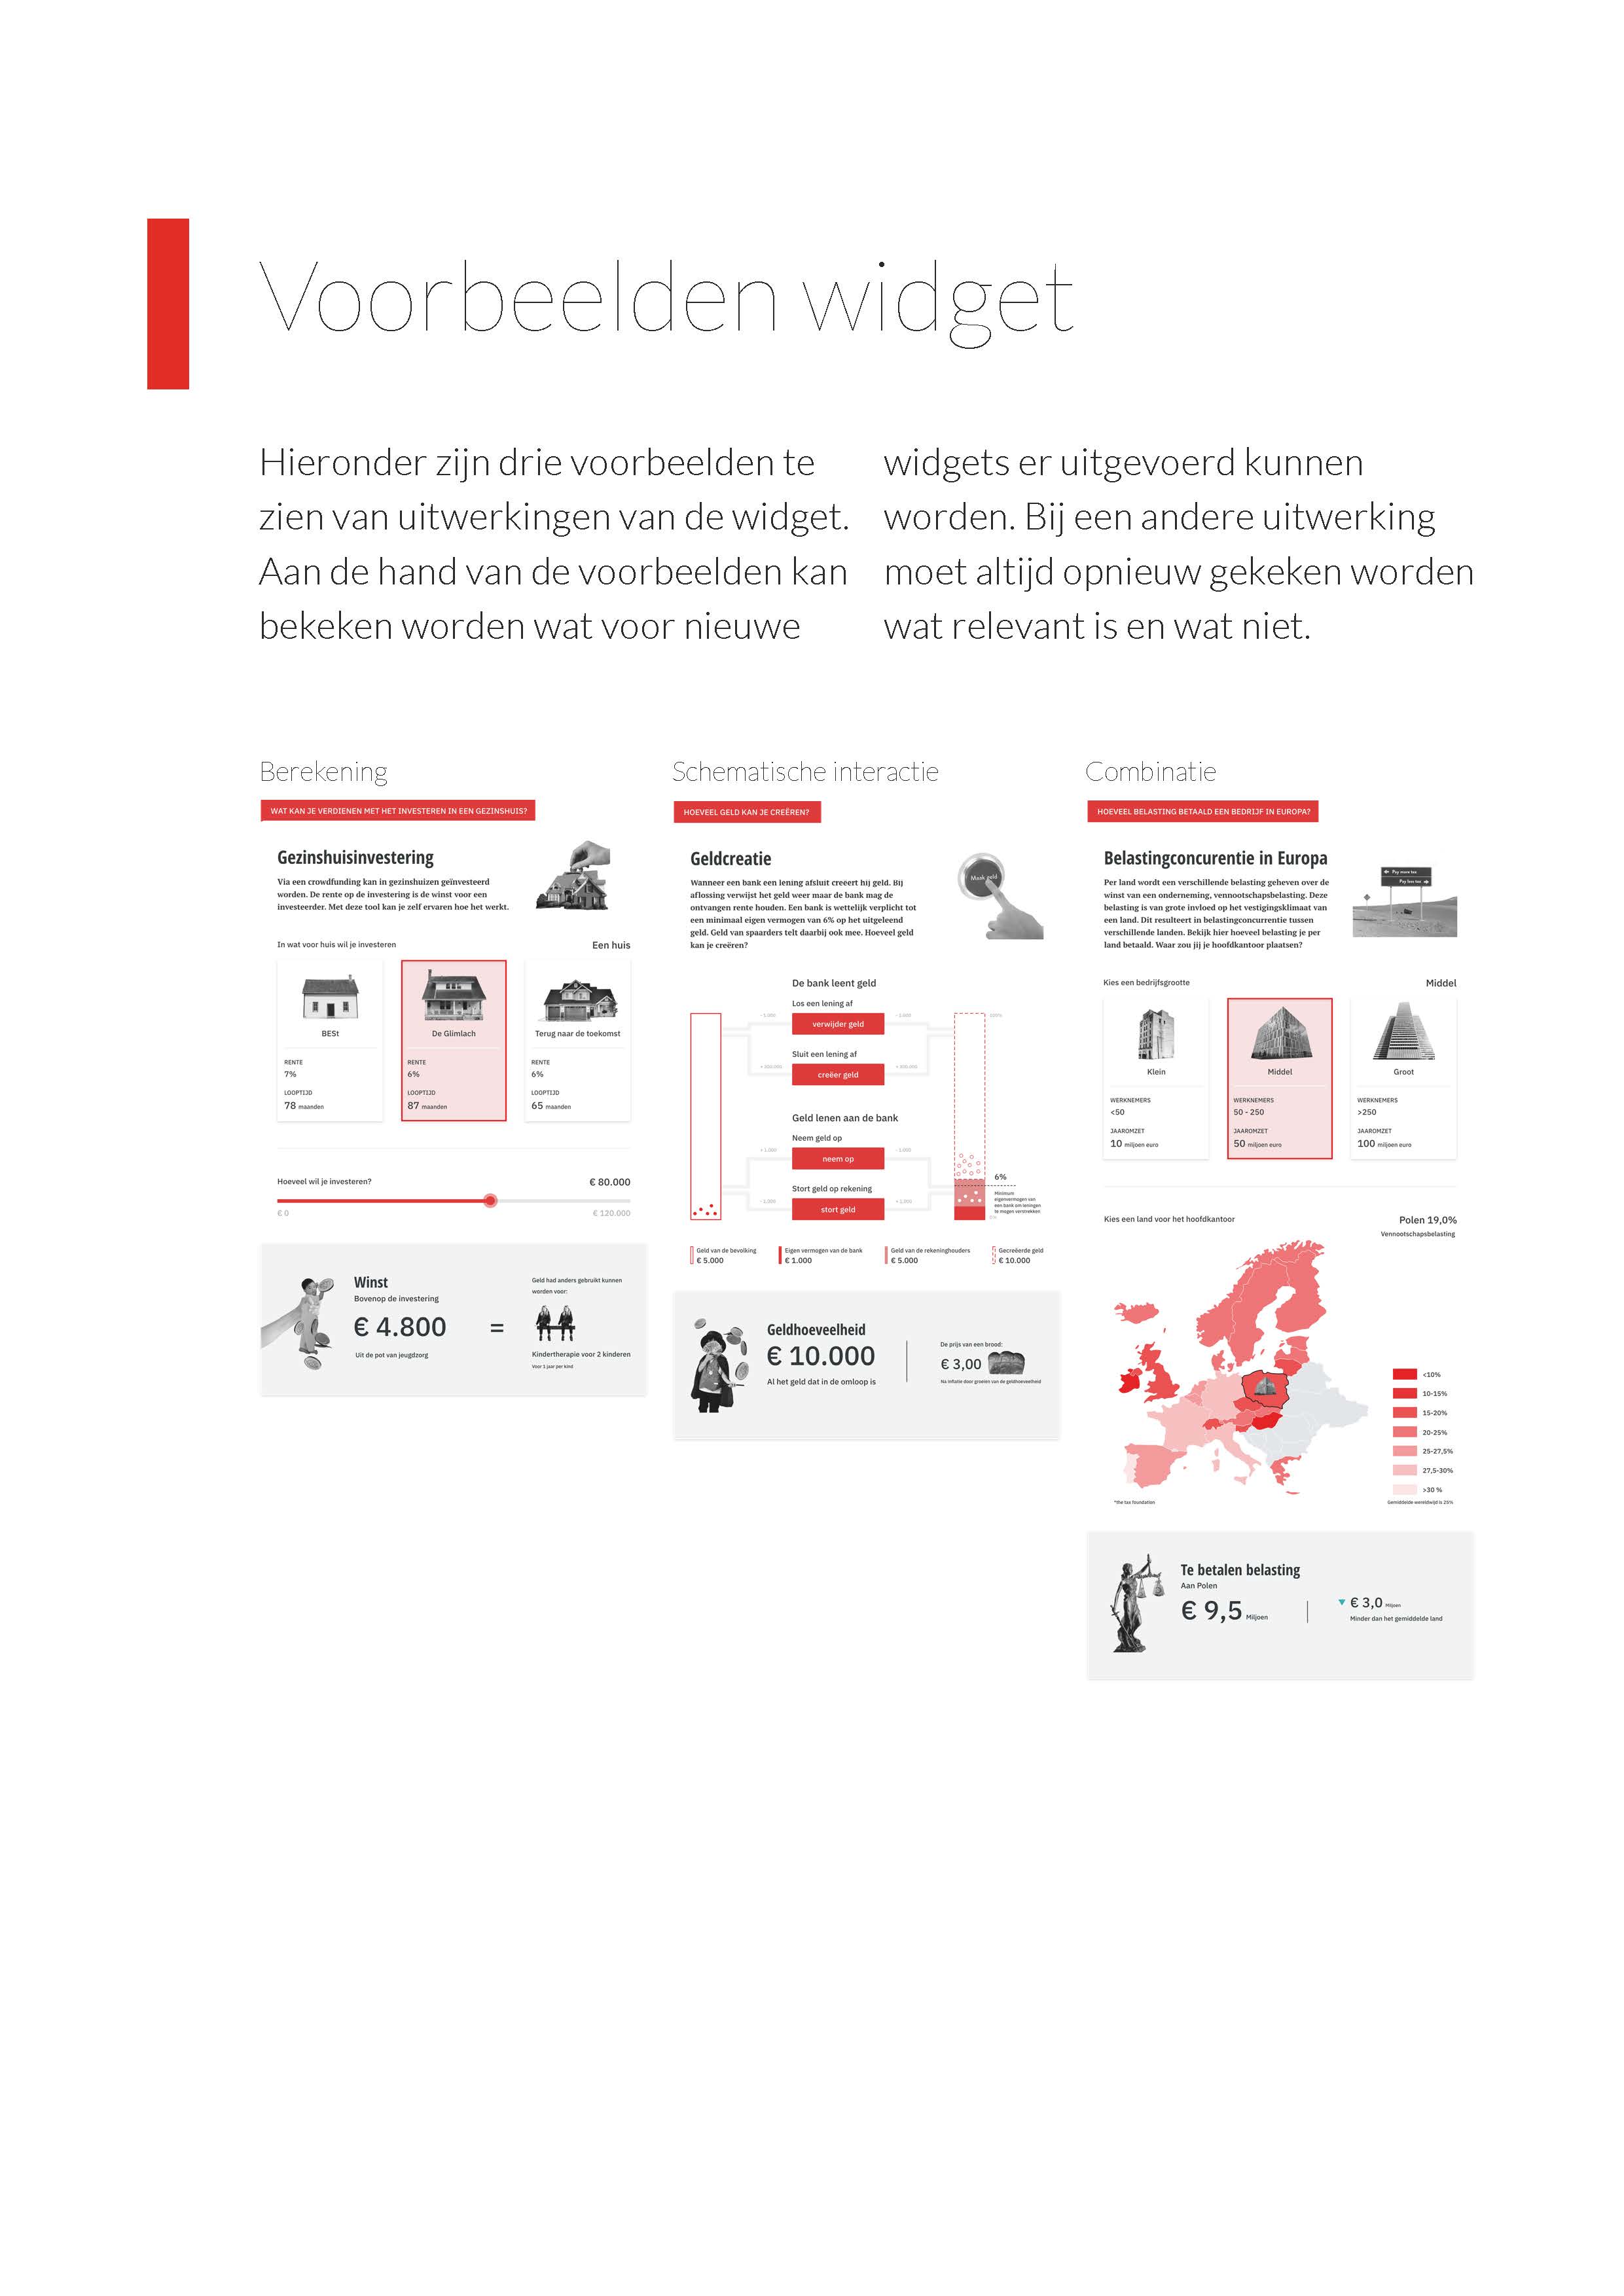 Voorbeelden widget
Hieronder zijn drie voorbeelden te
zien van uitwerkingen van de widget.
Aan de hand van de voorbeelden kan
bekeken worden wat voor nieuwe
widgets er uitgevoerd kunnen
worden. Bij een andere uitwerking
moet altijd opnieuw gekeken worden
wat relevant is en wat niet.
Berekening
WAT KAN JE VERDIENEN MET HET INVESTEREN IN EEN GEZINSHUIS?
Gezinshuisinvestering
Via een crowdfunding kan in gezinshuizen geïnvesteerd
worden. De rente op de investering is de winst voor een
investeerder. Met deze tool kan je zelf ervaren hoe het werkt.
In wat voor huis wil je investeren
Een huis
BESt
RENTE
7%
LOOPTIJD
78 maanden
De Glimlach
RENTE
6%
LOOPTIJD
87 maanden
Terug naar de toekomst
RENTE
6%
LOOPTIJD
65 maanden
Hoeveel wil je investeren?
€ 80.000
€ 0
€ 120.000
Winst
Bovenop de investering
€ 4.800
Uit de pot van jeugdzorg
=
Geld had anders gebruikt kunnen
worden voor:
Kindertherapie voor 2 kinderen
Voor 1 jaar per kind
Schematische interactie
HOEVEEL GELD KAN JE CREËREN?
Geldcreatie
Wanneer een bank een lening afsluit creëert hij geld. Bij
aflossing verwijst het geld weer maar de bank mag de
ontvangen rente houden. Een bank is wettelijk verplicht tot
een minimaal eigen vermogen van 6% op het uitgeleend
geld. Geld van spaarders telt daarbij ook mee. Hoeveel geld
kan je creëren?
Maak geld
De bank leent geld
Los een lening af
- 1.000
verwijder geld
- 1.000
100%
Sluit een lening af
+ 100.000
creëer geld
+ 100.000
Geld lenen aan de bank
Neem geld op
+ 1.000
neem op
- 1.000
Stort geld op rekening
- 1.000
stort geld
+ 1.000
6%
Minimum
eigenvermogen van
een bank om leningen
te mogen verstrekken
0%
Geld van de bevolking
€ 5.000
Eigen vermogen van de bank
€ 1.000
Geld van de rekeninghouders
€ 5.000
Gecreëerde geld
€ 10.000
Geldhoeveelheid
€ 10.000
Al het geld dat in de omloop is
De prijs van een brood:
€ 3,00
Na inflatie door groeien van de geldhoeveelheid
Combinatie
HOEVEEL BELASTING BETAALD EEN BEDRIJF IN EUROPA?
Belastingconcurentie in Europa
Per land wordt een verschillende belasting geheven over de
winst van een onderneming, vennootschapsbelasting. Deze
belasting is van grote invloed op het vestigingsklimaat van
een land. Dit resulteert in belastingconcurrentie tussen
verschillende landen. Bekijk hier hoeveel belasting je per
land betaald. Waar zou jij je hoofdkantoor plaatsen?
Pay more tax
Pay less tax
Kies een bedrijfsgrootte
Middel
Klein
WERKNEMERS
<50
JAAROMZET
10 miljoen euro
Middel
WERKNEMERS
50 - 250
JAAROMZET
50 miljoen euro
Groot
WERKNEMERS
>250
JAAROMZET
100 miljoen euro
Kies een land voor het hoofdkantoor
Polen 19,0%
Vennootschapsbelasting
<10%
10-15%
15-20%
20-25%
25-27,5%
27,5-30%
>30 %
*the tax foundation
Gemiddelde wereldwijd is 25%
Te betalen belasting
Aan Polen
€ 9,5 Miljoen
€ 3,0 Miljoen
Minder dan het gemiddelde land